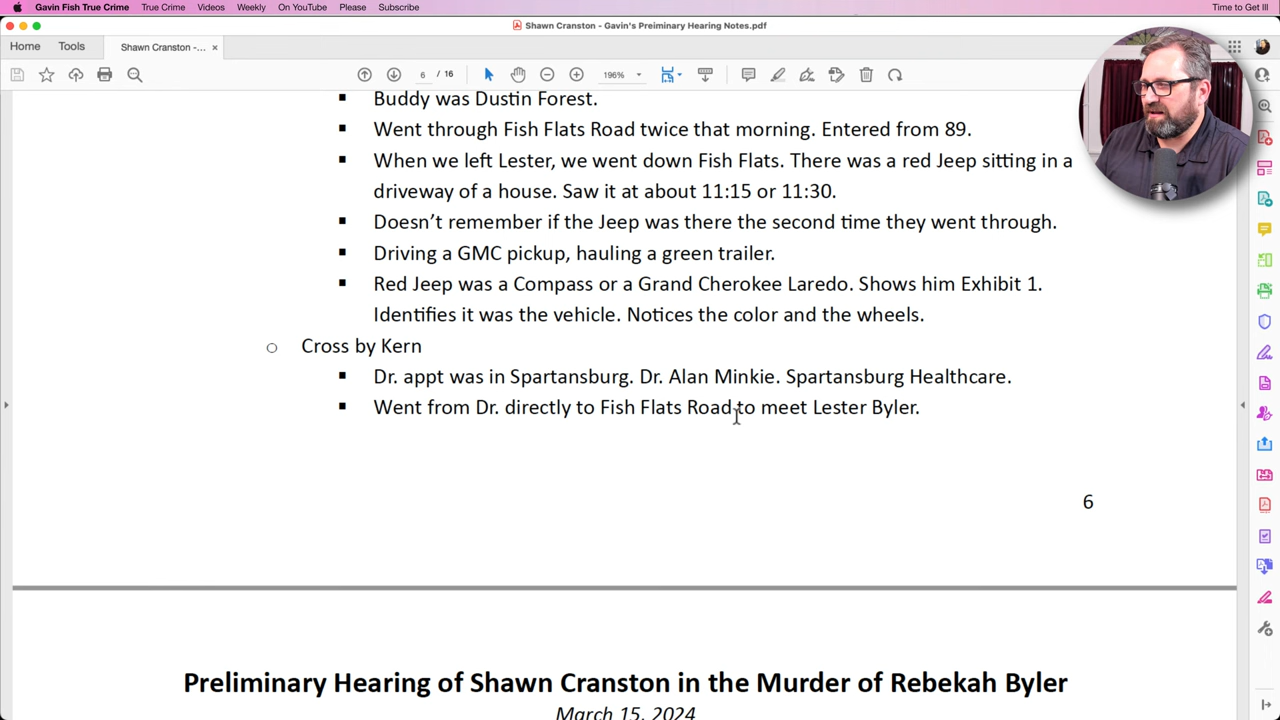 Gavin Fish True Crime True Crime Videos Weekly On YouTube Please Subscribe Time to Get Ill
Shawn Cranston - Gavin's Preiminary Hearing Notes.pdf
Home Tools Shawn Cranston -... ×
6 / 16 196%
▪ Buddy was Dustin Forest.
▪ Went through Fish Flats Road twice that morning. Entered from 89.
▪ When we left Lester, we went down Fish Flats. There was a red Jeep sitting in a
driveway of a house. Saw it at about 11:15 or 11:30.
▪ Doesn’t remember if the Jeep was there the second time they went through.
▪ Driving a GMC pickup, hauling a green trailer.
▪ Red Jeep was a Compass or a Grand Cherokee Laredo. Shows him Exhibit 1.
Identifies it was the vehicle. Notices the color and the wheels.
o Cross by Kern
▪ Dr. appt was in Spartansburg. Dr. Alan Minkie. Spartansburg Healthcare.
▪ Went from Dr. directly to Fish Flats Road to meet Lester Byler.
6
Preliminary Hearing of Shawn Cranston in the Murder of Rebekah Byler
March 15, 2024